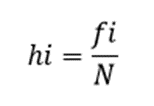 hi = fi/N